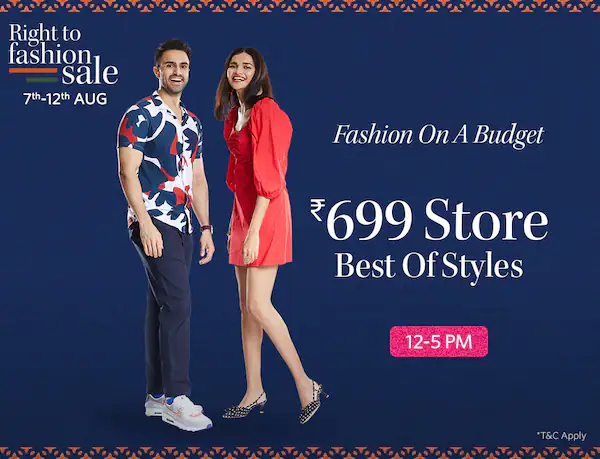 Right to
fashion
sale
7th-12th AUG
Fashion On A Budget
₹699 Store
Best Of Styles
12-5 PM
*T&C Apply